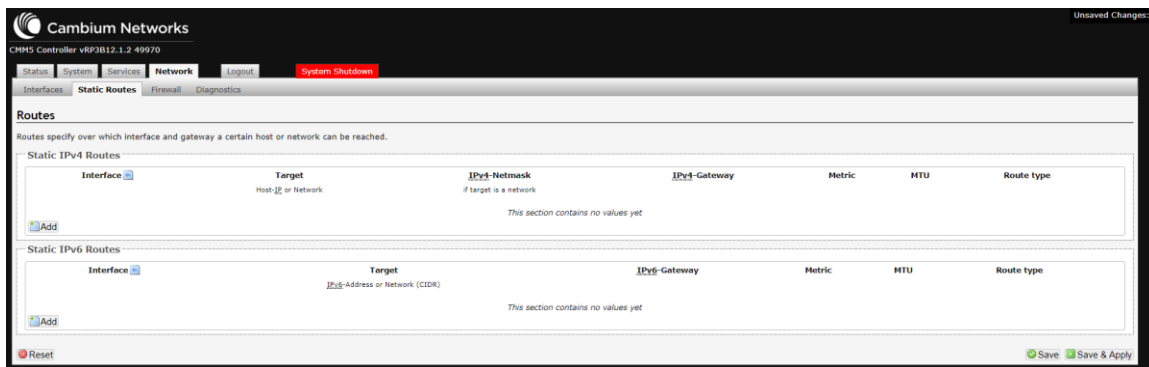 Unsaved Changes:
Cambium Networks
CMM5 Controller vRP3B12.1.2 49970
Status System Services Network Logout System Shutdown
Interfaces Static Routes Firewall Diagnostics
Routes
Routes specify over which interface and gateway a certain host or network can be reached.
Static IPv4 Routes
Interface Target IPv4-Netmask IPv4-Gateway Metric MTU Route type
Host-IP or Network if target is a network
This section contains no values yet
Add
Static IPv6 Routes
Interface Target IPv6-Gateway Metric MTU Route type
IPv6-Address or Network (CIDR)
This section contains no values yet
Add
Reset Save Save & Apply